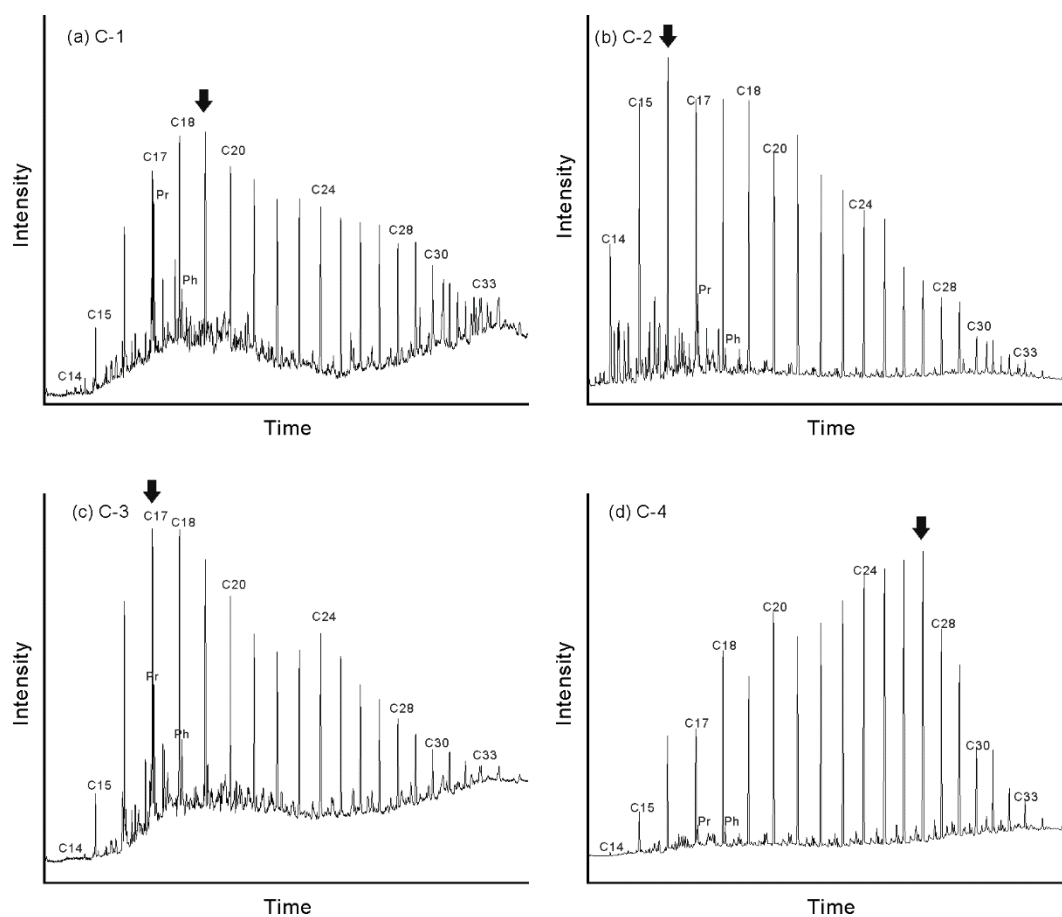 (a) C-1
C14
C15
C17
Pr
C18
Ph
C20
C24
C28
C30
C33
Intensity
Time
(b) C-2
C14
C15
C17
Pr
Ph
C18
C20
C24
C28
C30
C33
Intensity
Time
(c) C-3
C14
C15
C17
Pr
C18
Ph
C20
C24
C28
C30
C33
Intensity
Time
(d) C-4
C14
C15
C17
Pr
C18
Ph
C20
C24
C28
C30
C33
Intensity
Time